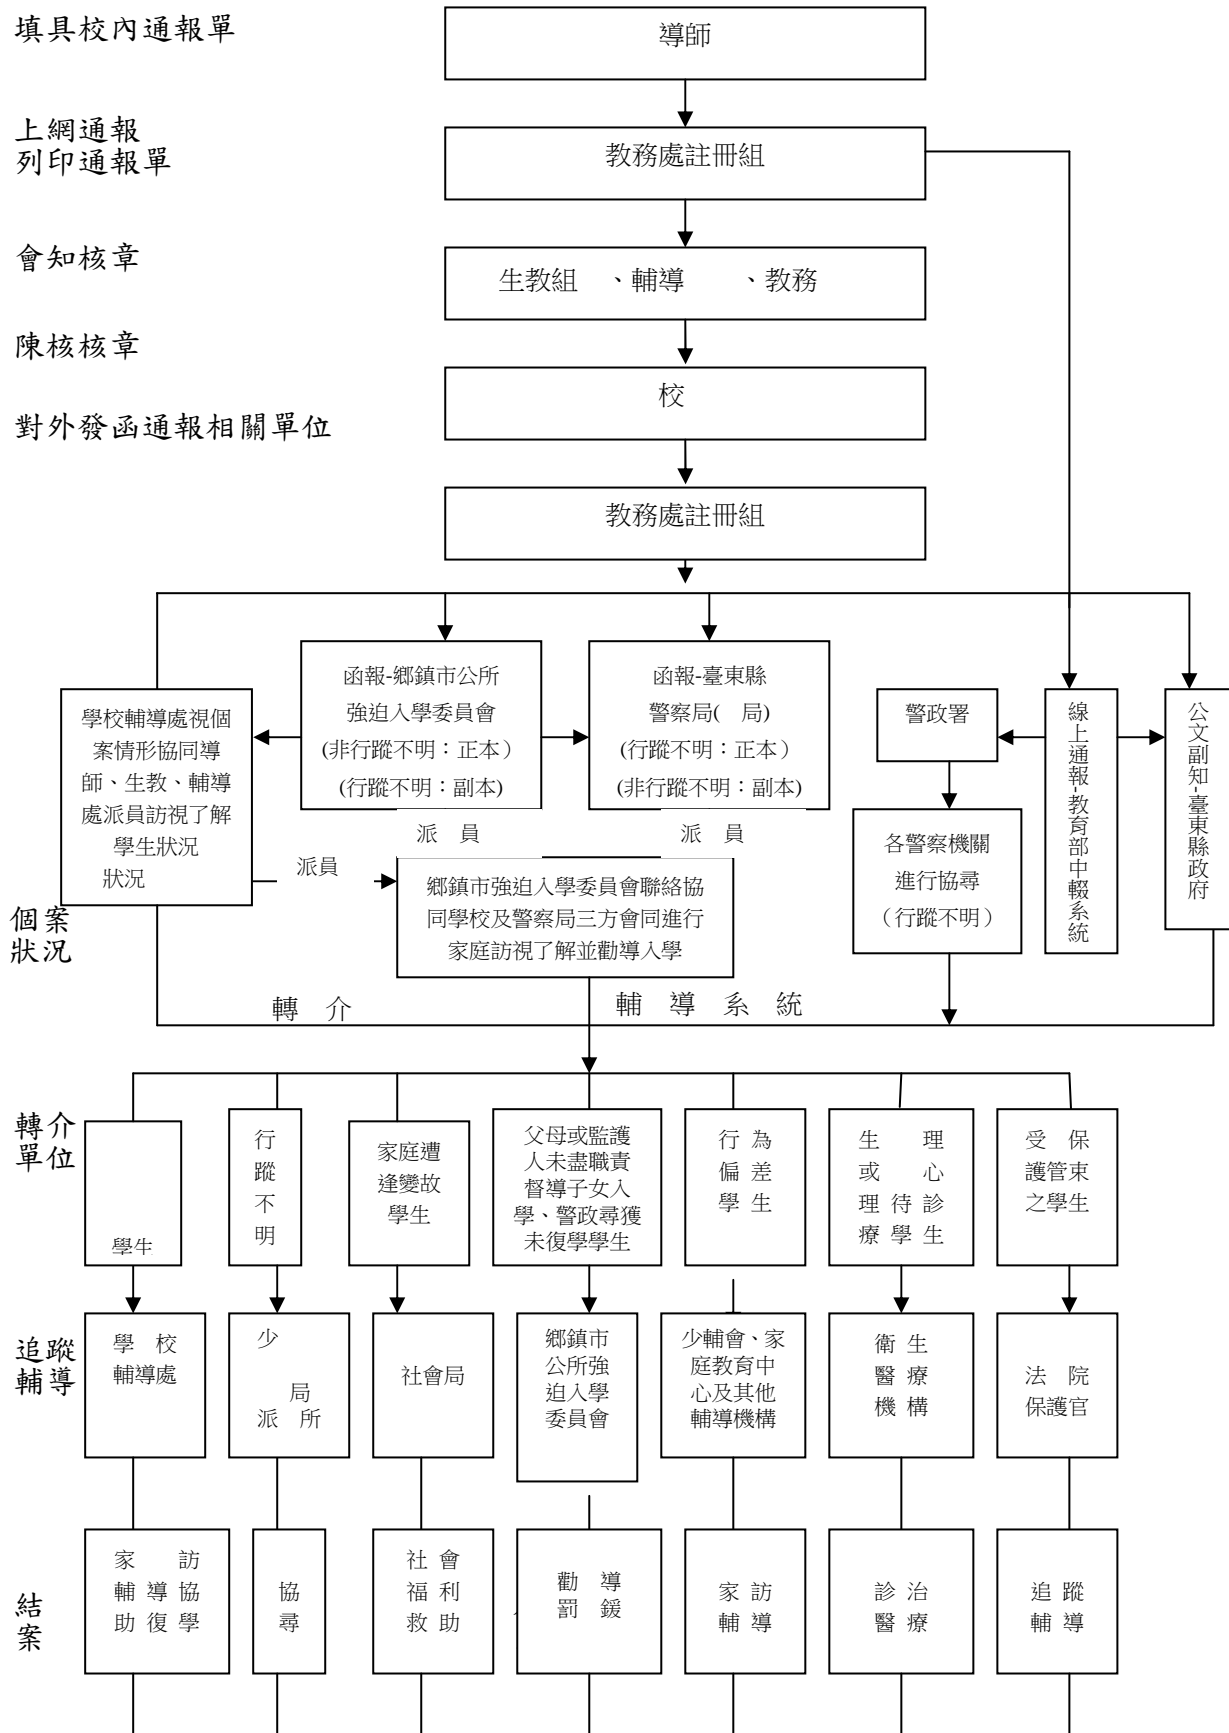 填具校內通報單
導師
上網通報
列印通報單
教務處註冊組
會知核章
生教組 、輔導 、教務
陳核核章
校
對外發函通報相關單位
教務處註冊組
函報-鄉鎮市公所
強迫入學委員會
(非行蹤不明：正本）
(行蹤不明：副本)
函報-臺東縣
警察局( 局)
(行蹤不明：正本）
(非行蹤不明：副本)
學校輔導處視個
案情形協同導
師、生教、輔導
處派員訪視了解
學生狀況
狀況
警政署
線上通報-教育部中輟系統
公文副知-臺東縣政府
派 員
派 員
派員
各警察機關
進行協尋
（行蹤不明）
鄉鎮市強迫入學委員會聯絡協
同學校及警察局三方會同進行
家庭訪視了解並勸導入學
個案
狀況
轉 介
輔 導 系 統
轉介
單位
學生
行
蹤
不
明
家庭遭
逢變故
學生
父母或監護
人未盡職責
督導子女入
學、警政尋獲
未復學學生
行 為
偏 差
學 生
生 理
或 心
理 待 診
療 學 生
受 保
護管束
之學生
追蹤
輔導
學 校
輔導處
少
局
派 所
社會局
鄉鎮市
公所強
迫入學
委員會
少輔會、家
庭教育中
心及其他
輔導機構
衛 生
醫 療
機 構
法 院
保護官
結
案
家 訪
輔 導 協
助 復 學
協
尋
社 會
福 利
救 助
勸 導
罰 鍰
家 訪
輔 導
診 治
醫 療
追 蹤
輔 導